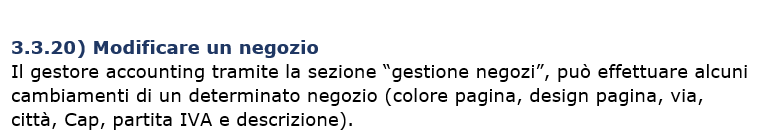 3.3.20) Modificare un negozio
Il gestore accounting tramite la sezione “gestione negozi”, può effettuare alcuni
cambiamenti di un determinato negozio (colore pagina, design pagina, via,
città, Cap, partita IVA e descrizione).